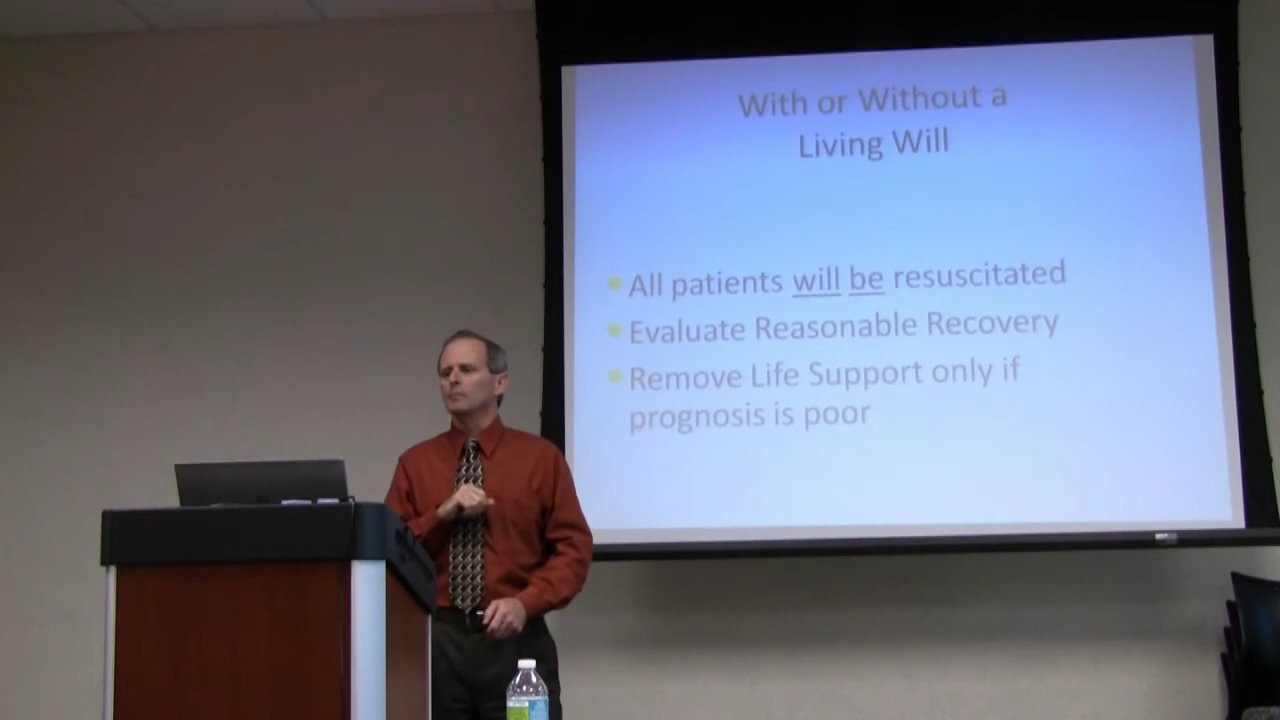 With or Without a
Living Will
All patients will be resuscitated
Evaluate Reasonable Recovery
Remove Life Support only if
prognosis is poor